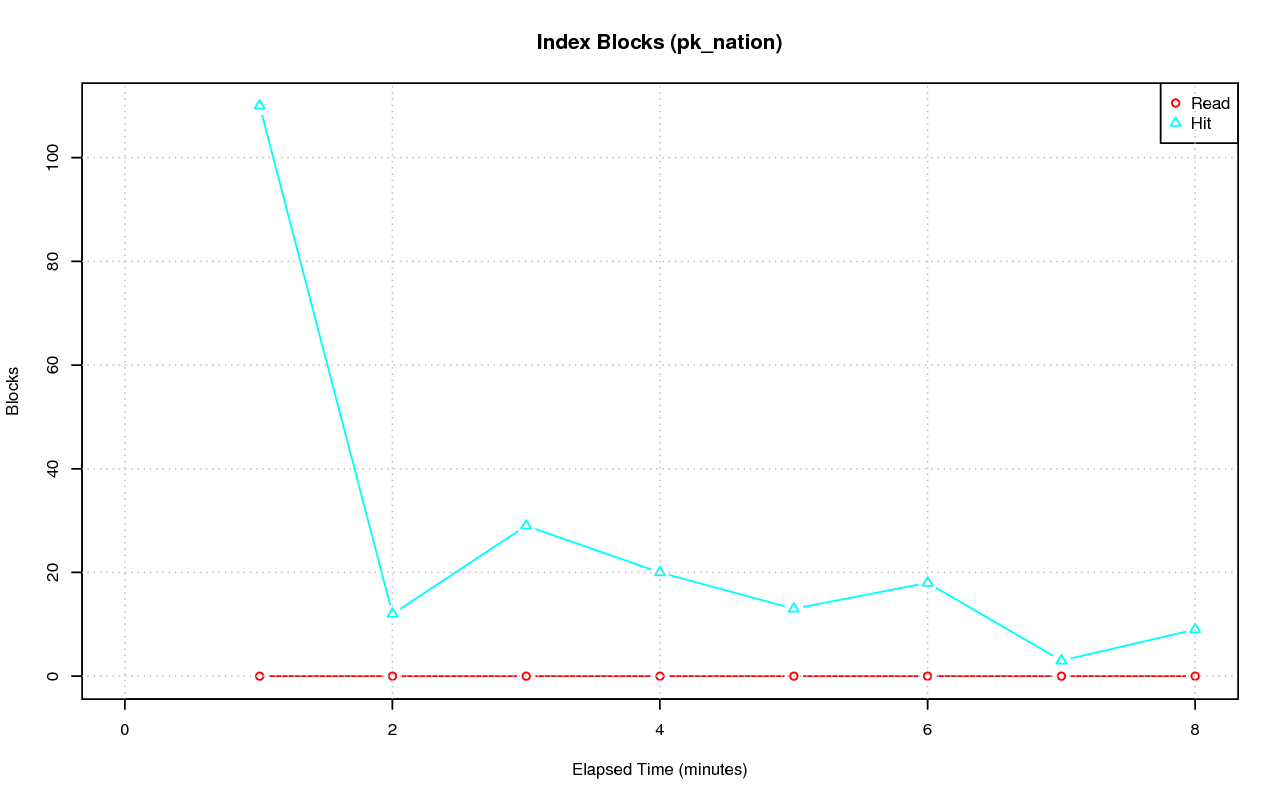 Index Blocks (pk_nation)
Read
Hit
100
80
60
40
20
0
Blocks
0 2 4 6 8
Elapsed Time (minutes)